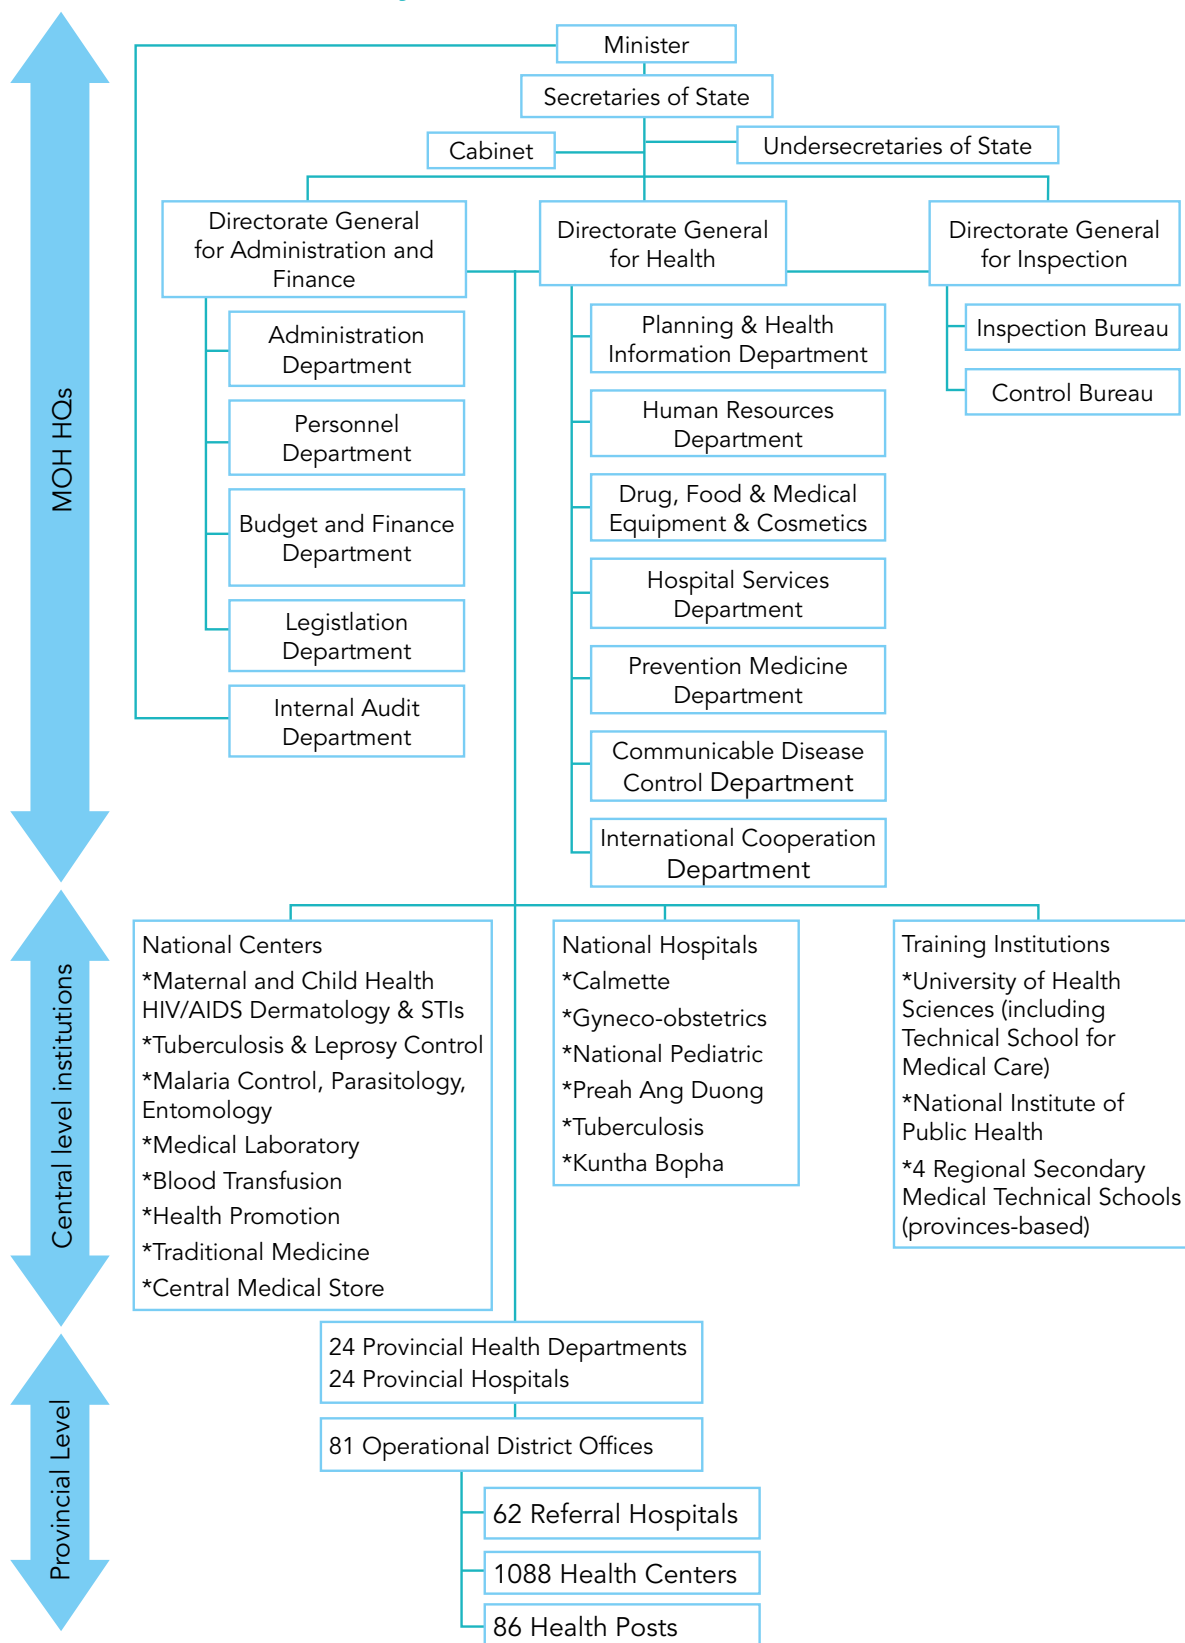 Minister
Secretaries of State
Cabinet
Undersecretaries of State
Directorate General
for Administration and
Finance
Directorate General
for Health
Directorate General
for Inspection
Administration
Department
Personnel
Department
Budget and Finance
Department
Legistlation
Department
Internal Audit
Department
Planning & Health
Information Department
Human Resources
Department
Drug, Food & Medical
Equipment & Cosmetics
Hospital Services
Department
Prevention Medicine
Department
Communicable Disease
Control Department
International Cooperation
Department
Inspection Bureau
Control Bureau
MOH HQs
Central level institutions
National Centers
*Maternal and Child Health
HIV/AIDS Dermatology & STIs
*Tuberculosis & Leprosy Control
*Malaria Control, Parasitology,
Entomology
*Medical Laboratory
*Blood Transfusion
*Health Promotion
*Traditional Medicine
*Central Medical Store
National Hospitals
*Calmette
*Gyneco-obstetrics
*National Pediatric
*Preah Ang Duong
*Tuberculosis
*Kuntha Bopha
Training Institutions
*University of Health
Sciences (including
Technical School for
Medical Care)
*National Institute of
Public Health
*4 Regional Secondary
Medical Technical Schools
(provinces-based)
Provincial Level
24 Provincial Health Departments
24 Provincial Hospitals
81 Operational District Offices
62 Referral Hospitals
1088 Health Centers
86 Health Posts